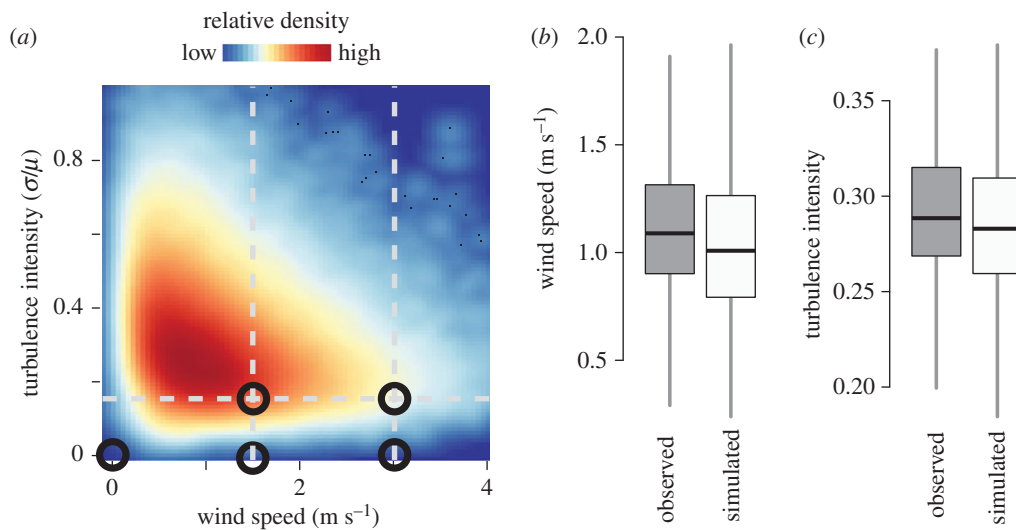 (a)
relative density
low high
turbulence intensity (σ/μ)
0.8
0.4
0
0 2 4
wind speed (m s⁻¹)
(b)
wind speed (m s⁻¹)
2.0
1.5
1.0
0.5
observed
simulated
(c)
turbulence intensity
0.35
0.30
0.25
0.20
observed
simulated